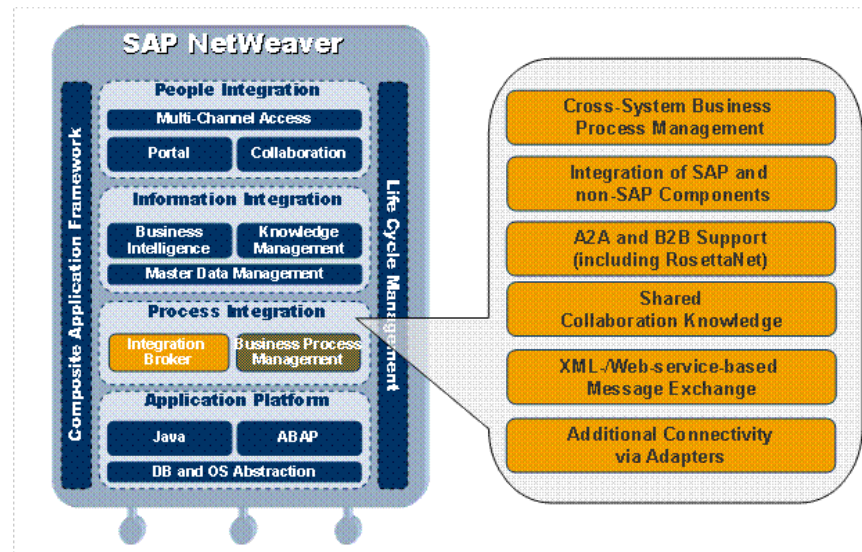 SAP NetWeaver
Composite Application Framework
People Integration
Multi-Channel Access
Portal
Collaboration
Information Integration
Business
Intelligence
Knowledge
Management
Master Data Management
Process Integration
Integration
Broker
Business Process
Management
Application Platform
Java
ABAP
DB and OS Abstraction
Life Cycle Management
Cross-System Business
Process Management
Integration of SAP and
non-SAP Components
A2A and B2B Support
(including RosettaNet)
Shared
Collaboration Knowledge
XML-/Web-service-based
Message Exchange
Additional Connectivity
via Adapters